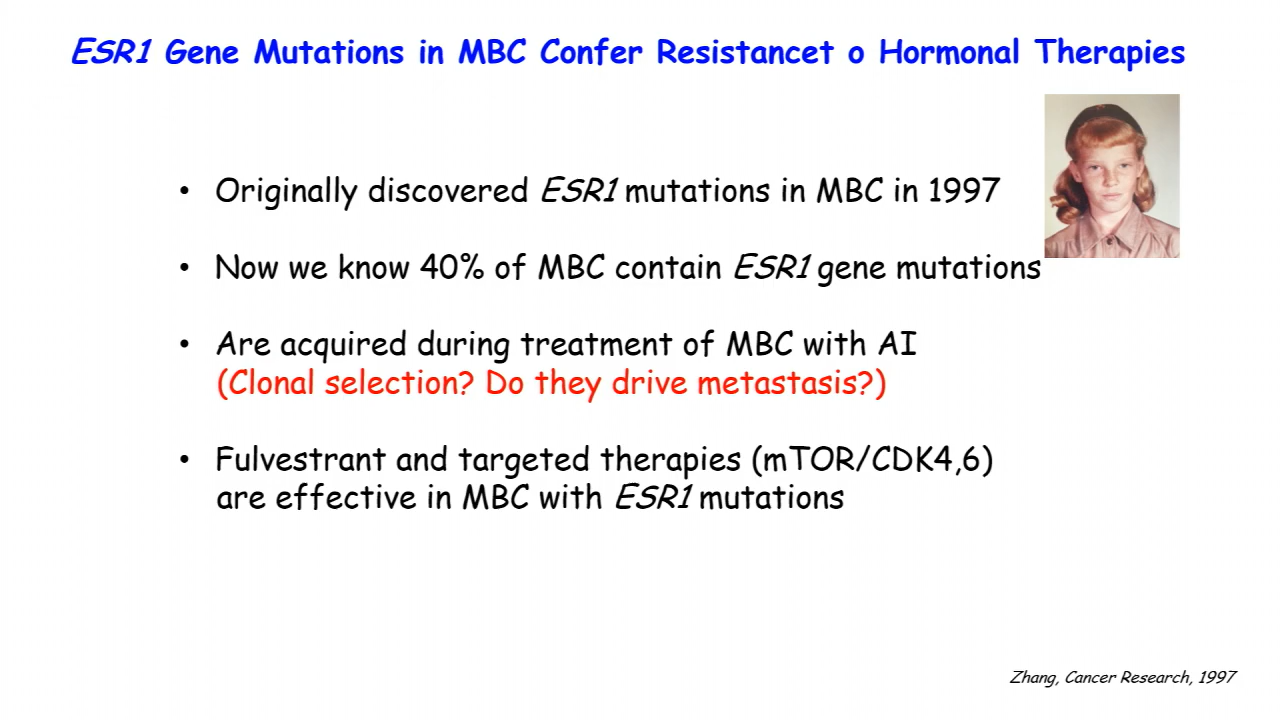 ESR1 Gene Mutations in MBC Confer Resistancet o Hormonal Therapies
• Originally discovered ESR1 mutations in MBC in 1997
• Now we know 40% of MBC contain ESR1 gene mutations
• Are acquired during treatment of MBC with AI
(Clonal selection? Do they drive metastasis?)
• Fulvestrant and targeted therapies (mTOR/CDK4,6)
are effective in MBC with ESR1 mutations
Zhang, Cancer Research, 1997